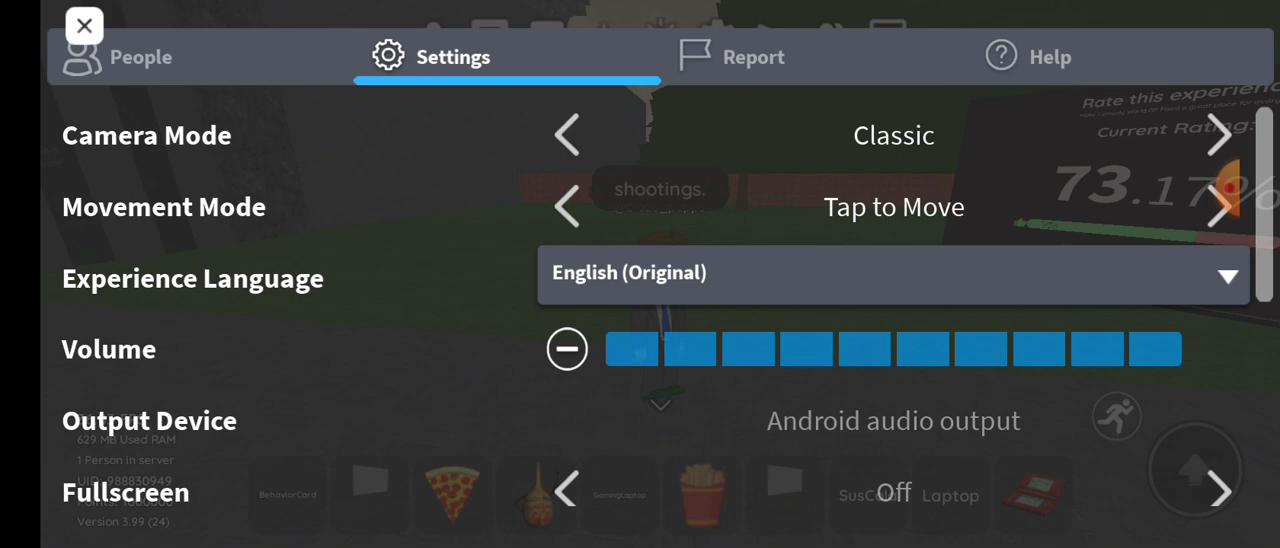 People
Settings
Report
Help
Rate this experience
Current Rating:
73.17%
Camera Mode
Classic
shootings.
Movement Mode
Tap to Move
Experience Language
English (Original)
Volume
Output Device
Android audio output
629 MB Used RAM
1 Person in server
UID: 988830949
Fullscreen
Off
BehaviorCard
GamingLaptop
Laptop
Version 3.99 (24)